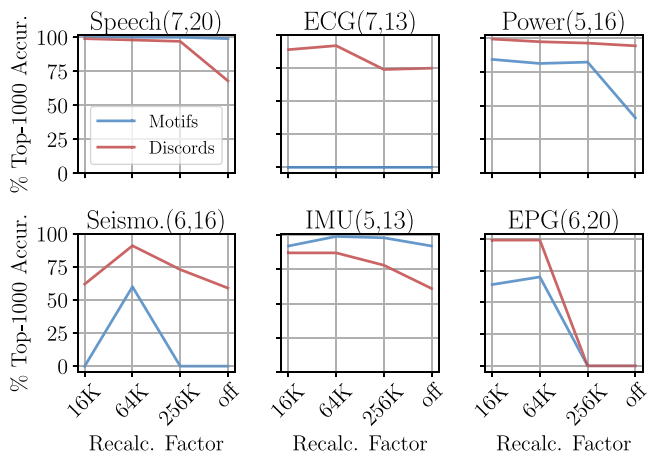 Speech(7,20) ECG(7,13) Power(5,16)
% Top-1000 Accur.
100
75
50
25
0
Motifs
Discords
Seismo.(6,16) IMU(5,13) EPG(6,20)
% Top-1000 Accur.
100
75
50
25
0
16K 64K 256K off 16K 64K 256K off 16K 64K 256K off
Recalc. Factor Recalc. Factor Recalc. Factor